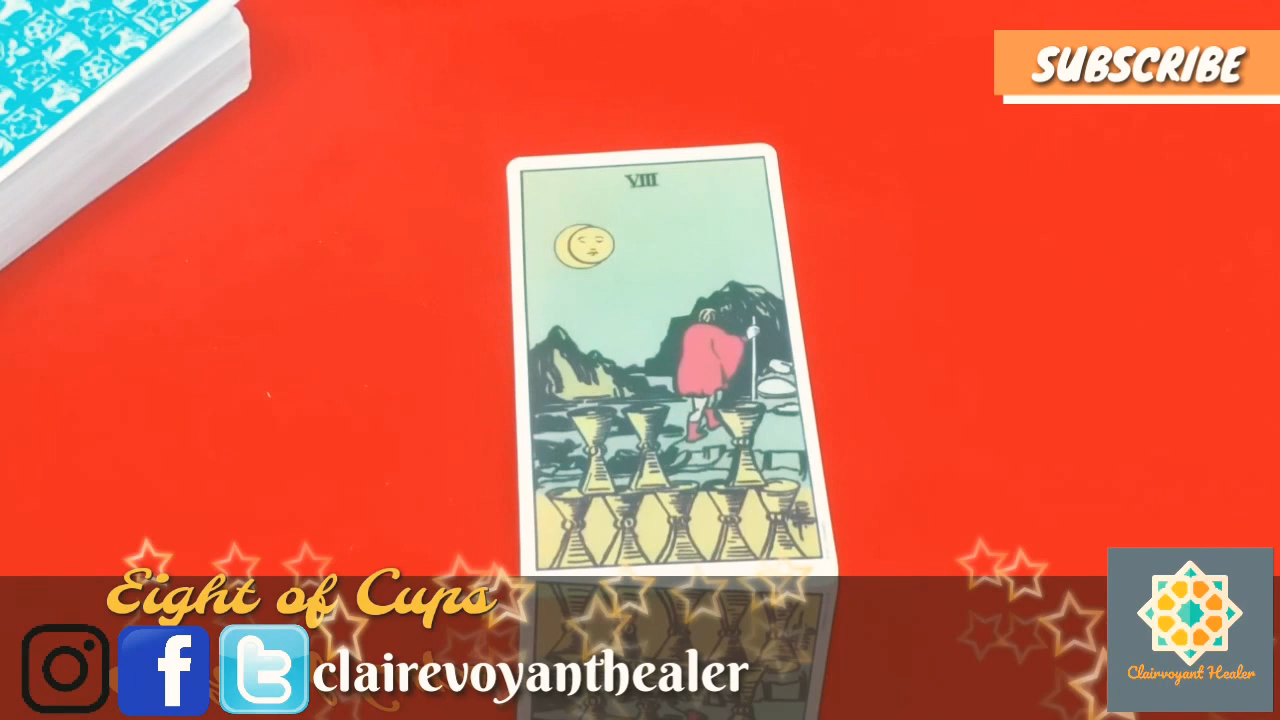 SUBSCRIBE
VIII
Eight of Cups
clairevoyanthealer
Clairvoyant Healer